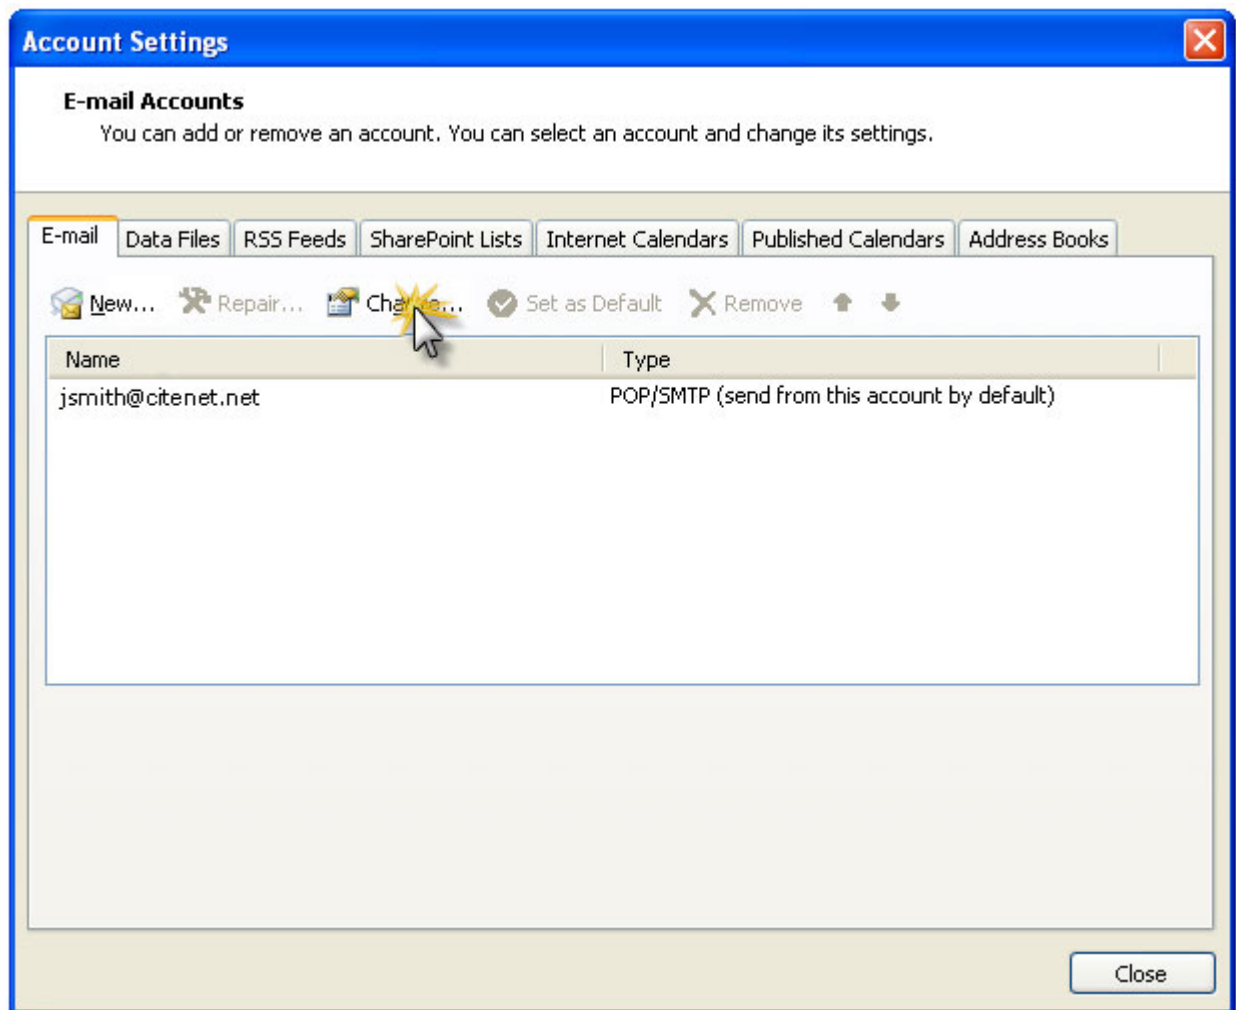 Account Settings
E-mail Accounts
You can add or remove an account. You can select an account and change its settings.
E-mail Data Files RSS Feeds SharePoint Lists Internet Calendars Published Calendars Address Books
New... Repair... Change... Set as Default Remove
Name Type
jsmith@citenet.net POP/SMTP (send from this account by default)
Close